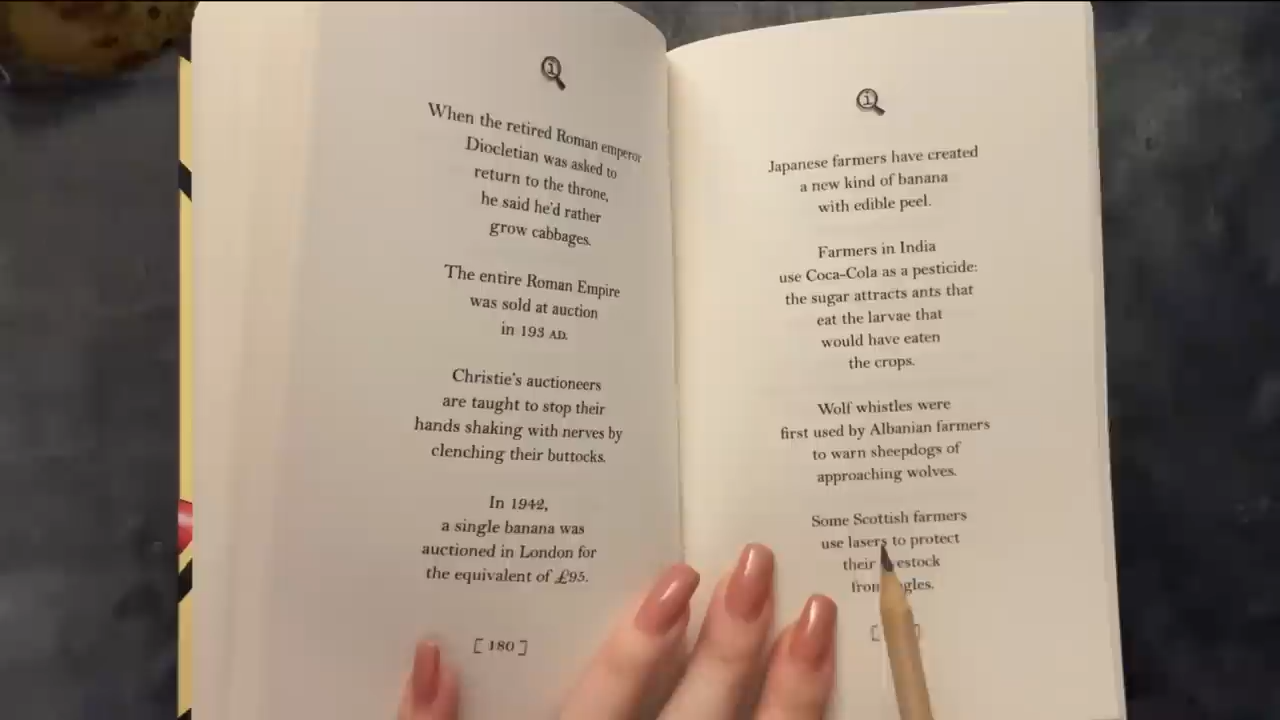 When the retired Roman emperor
Diocletian was asked to
return to the throne,
he said he'd rather
grow cabbages.
The entire Roman Empire
was sold at auction
in 193 AD.
Christie's auctioneers
are taught to stop their
hands shaking with nerves by
clenching their buttocks.
In 1942,
a single banana was
auctioned in London for
the equivalent of £95.
[ 180 ]
Japanese farmers have created
a new kind of banana
with edible peel.
Farmers in India
use Coca-Cola as a pesticide:
the sugar attracts ants that
eat the larvae that
would have eaten
the crops.
Wolf whistles were
first used by Albanian farmers
to warn sheepdogs of
approaching wolves.
Some Scottish farmers
use lasers to protect
their